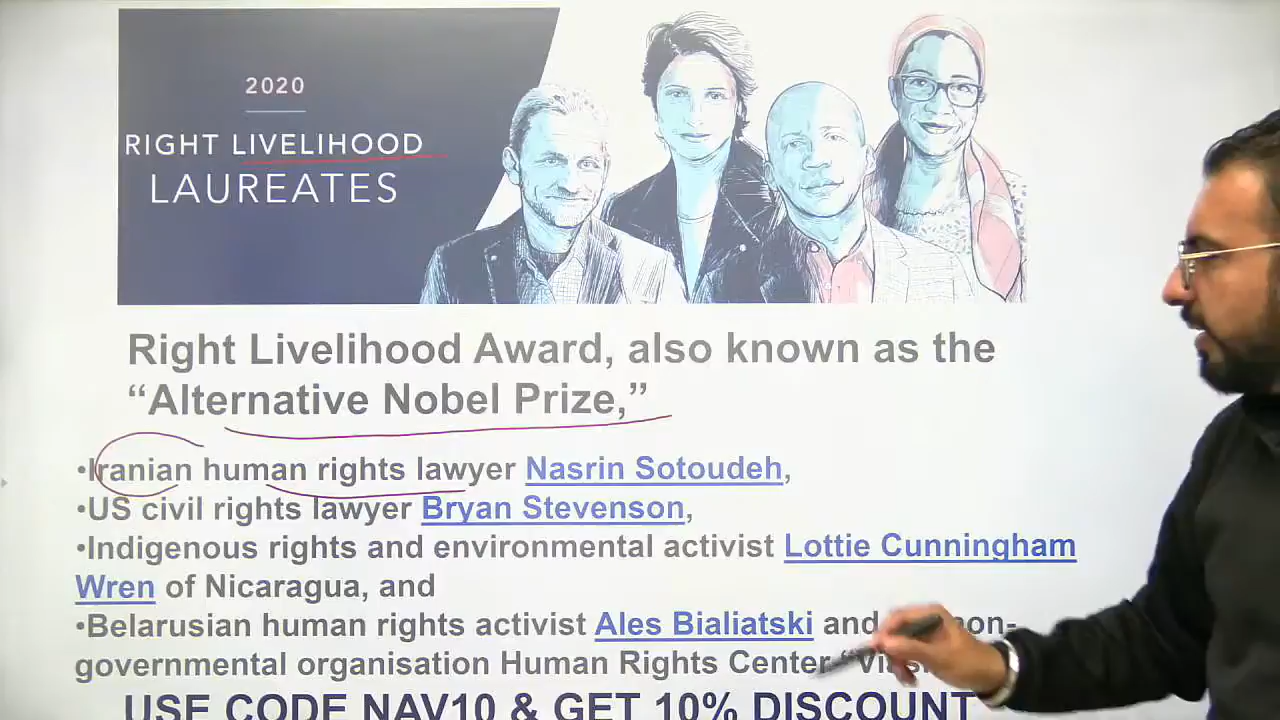 2020
RIGHT LIVELIHOOD
LAUREATES
Right Livelihood Award, also known as the
“Alternative Nobel Prize,”
•Iranian human rights lawyer Nasrin Sotoudeh,
•US civil rights lawyer Bryan Stevenson,
•Indigenous rights and environmental activist Lottie Cunningham
Wren of Nicaragua, and
•Belarusian human rights activist Ales Bialiatski and
governmental organisation Human Rights Center
USE CODE NAV10 & GET 10% DISCOUNT